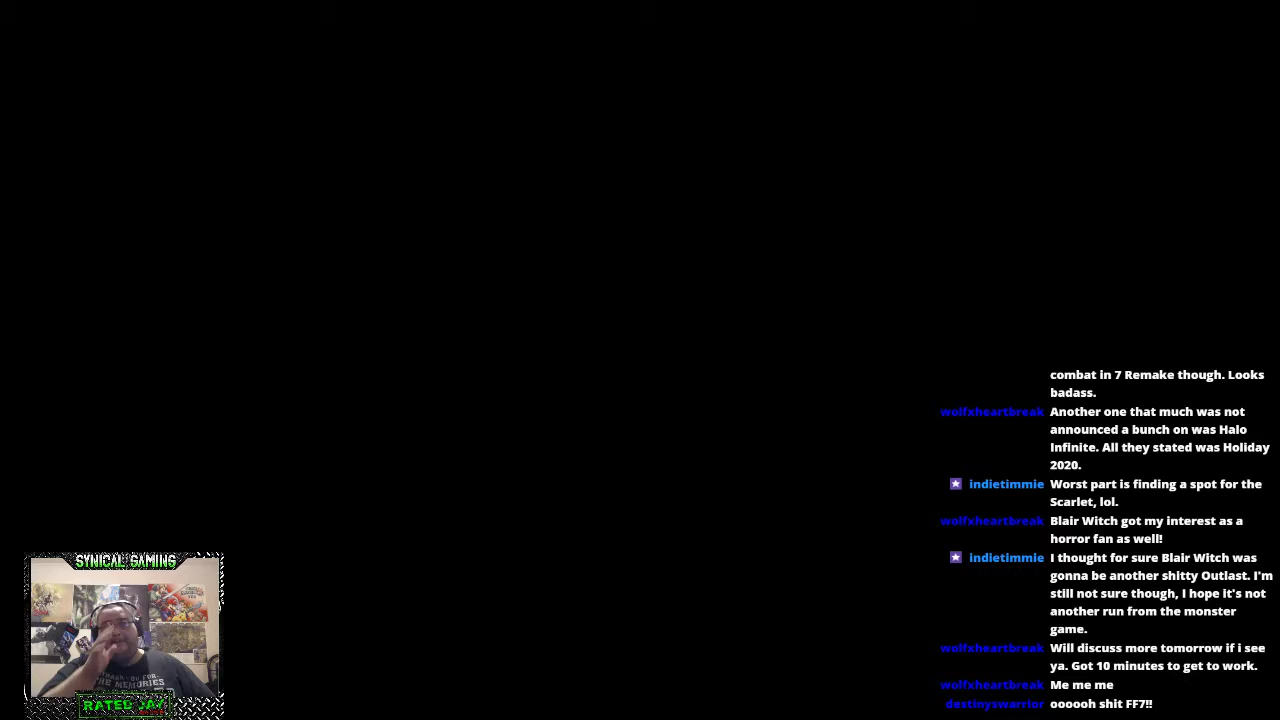 combat in 7 Remake though. Looks
badass.
wolfxheartbreak Another one that much was not
announced a bunch on was Halo
Infinite. All they stated was Holiday
2020.
indietimmie Worst part is finding a spot for the
Scarlet, lol.
wolfxheartbreak Blair Witch got my interest as a
horror fan as well!
indietimmie I thought for sure Blair Witch was
gonna be another shitty Outlast. I'm
still not sure though, I hope it's not
another run from the monster
game.
wolfxheartbreak Will discuss more tomorrow if i see
ya. Got 10 minutes to get to work.
wolfxheartbreak Me me me
destinyswarrior oooooh shit FF7!!
SYNICAL GAMING
THANK YOU FOR
THE MEMORIES
RATED JAY